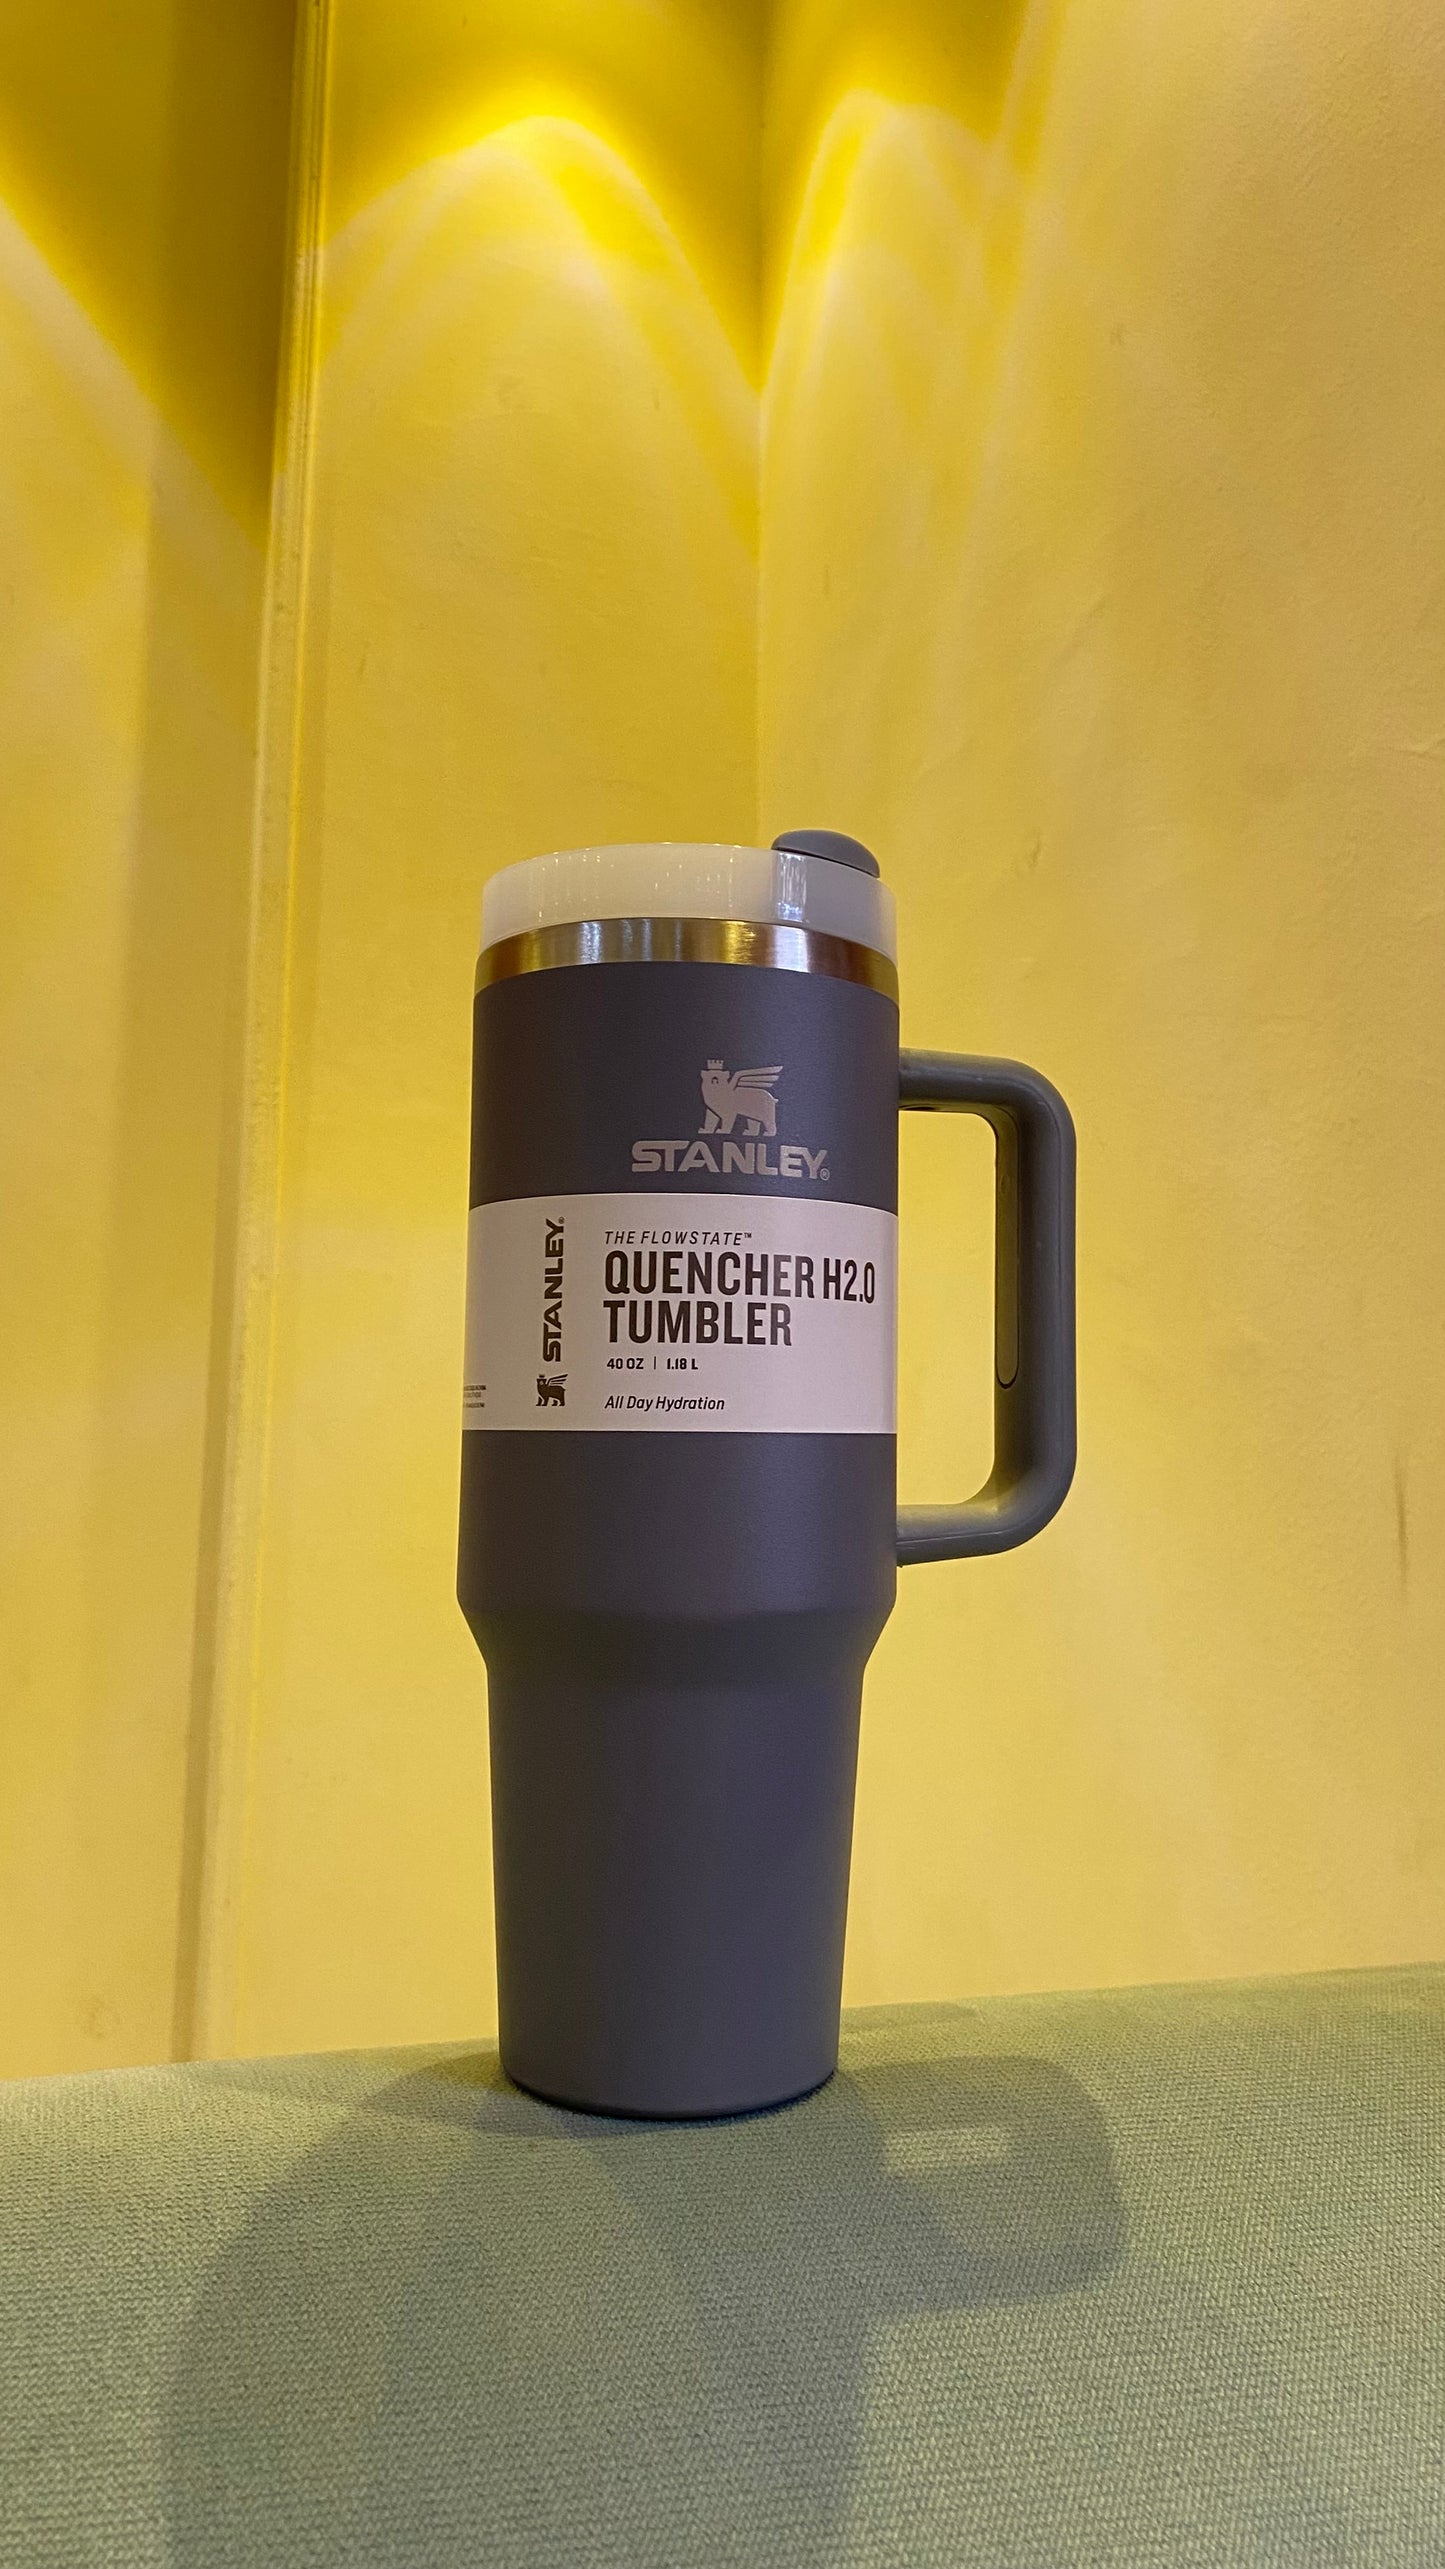 STANLEY®
STANLEY®
THE FLOWSTATE™
QUENCHER H2.0
TUMBLER
40 OZ | 1.18 L
All Day Hydration